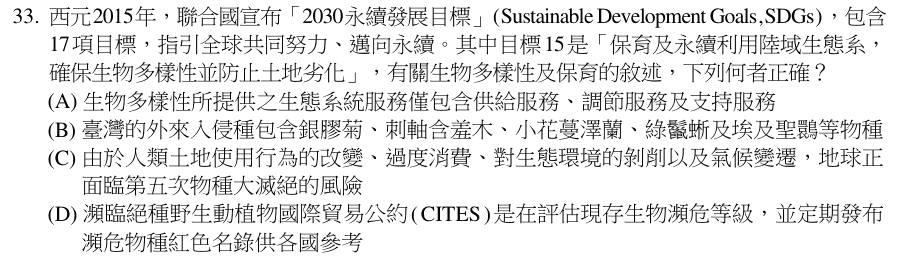 33. 西元2015年，聯合國宣布「2030永續發展目標」(Sustainable Development Goals,SDGs)，包含
17項目標，指引全球共同努力、邁向永續。其中目標15是「保育及永續利用陸域生態系，
確保生物多樣性並防止土地劣化」，有關生物多樣性及保育的敘述，下列何者正確？
(A) 生物多樣性所提供之生態系統服務僅包含供給服務、調節服務及支持服務
(B) 臺灣的外來入侵種包含銀膠菊、刺軸含羞木、小花蔓澤蘭、綠鬣蜥及埃及聖䴉等物種
(C) 由於人類土地使用行為的改變、過度消費、對生態環境的剝削以及氣候變遷，地球正
面臨第五次物種大滅絕的風險
(D) 瀕臨絕種野生動植物國際貿易公約(CITES)是在評估現存生物瀕危等級，並定期發布
瀕危物種紅色名錄供各國參考